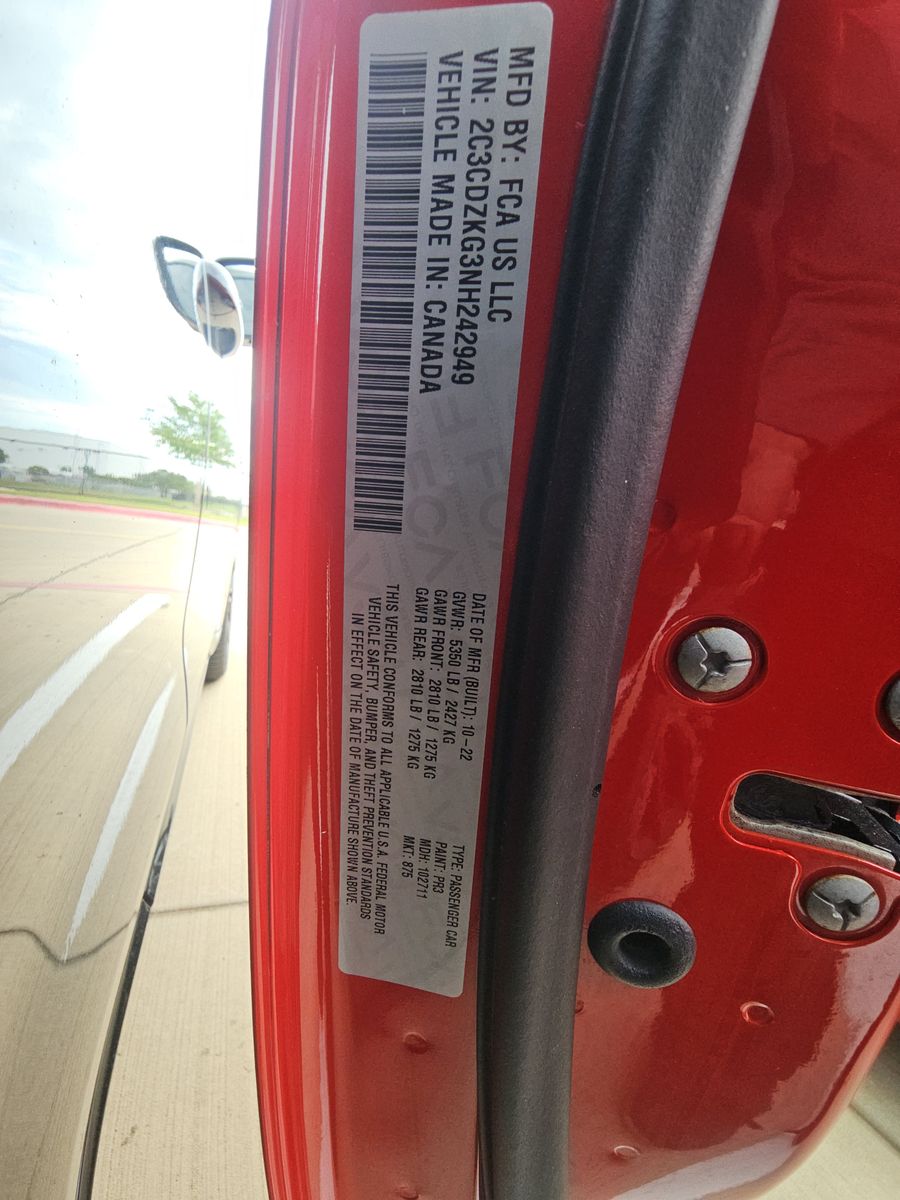 MFD BY: FCA US LLC
VIN: 2C3CDZKG3NH242949
VEHICLE MADE IN: CANADA
DATE OF MFR (BUILT): 10-22
GVWR: 5350 LB / 2427 KG
GAWR FRONT: 2810 LB / 1275 KG
GAWR REAR: 2810 LB / 1275 KG
TYPE: PASSENGER CAR
PAINT: PR3
MDH: 102711
MKT: 875
THIS VEHICLE CONFORMS TO ALL APPLICABLE U.S.A. FEDERAL MOTOR
VEHICLE SAFETY, BUMPER, AND THEFT PREVENTION STANDARDS
IN EFFECT ON THE DATE OF MANUFACTURE SHOWN ABOVE.